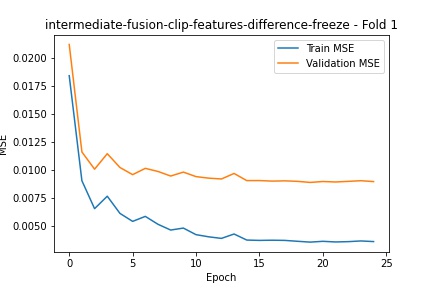 intermediate-fusion-clip-features-difference-freeze - Fold 1
Train MSE
Validation MSE
MSE
0.0200
0.0175
0.0150
0.0125
0.0100
0.0075
0.0050
0 5 10 15 20 25
Epoch